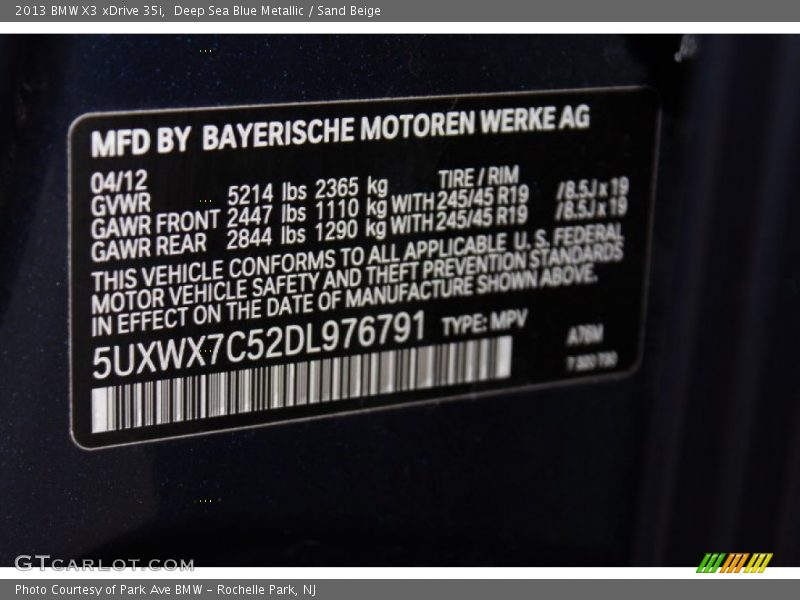 2013 BMW X3 xDrive 35i, Deep Sea Blue Metallic / Sand Beige
MFD BY BAYERISCHE MOTOREN WERKE AG
04/12 TIRE / RIM
GVWR 5214 lbs 2365 kg
GAWR FRONT 2447 lbs 1110 kg WITH 245/45 R19 /8.5J x 19
GAWR REAR 2844 lbs 1290 kg WITH 245/45 R19 /8.5J x 19
THIS VEHICLE CONFORMS TO ALL APPLICABLE U. S. FEDERAL
MOTOR VEHICLE SAFETY AND THEFT PREVENTION STANDARDS
IN EFFECT ON THE DATE OF MANUFACTURE SHOWN ABOVE.
5UXWX7C52DL976791 TYPE: MPV
GTCARLOT.COM
Photo Courtesy of Park Ave BMW – Rochelle Park, NJ